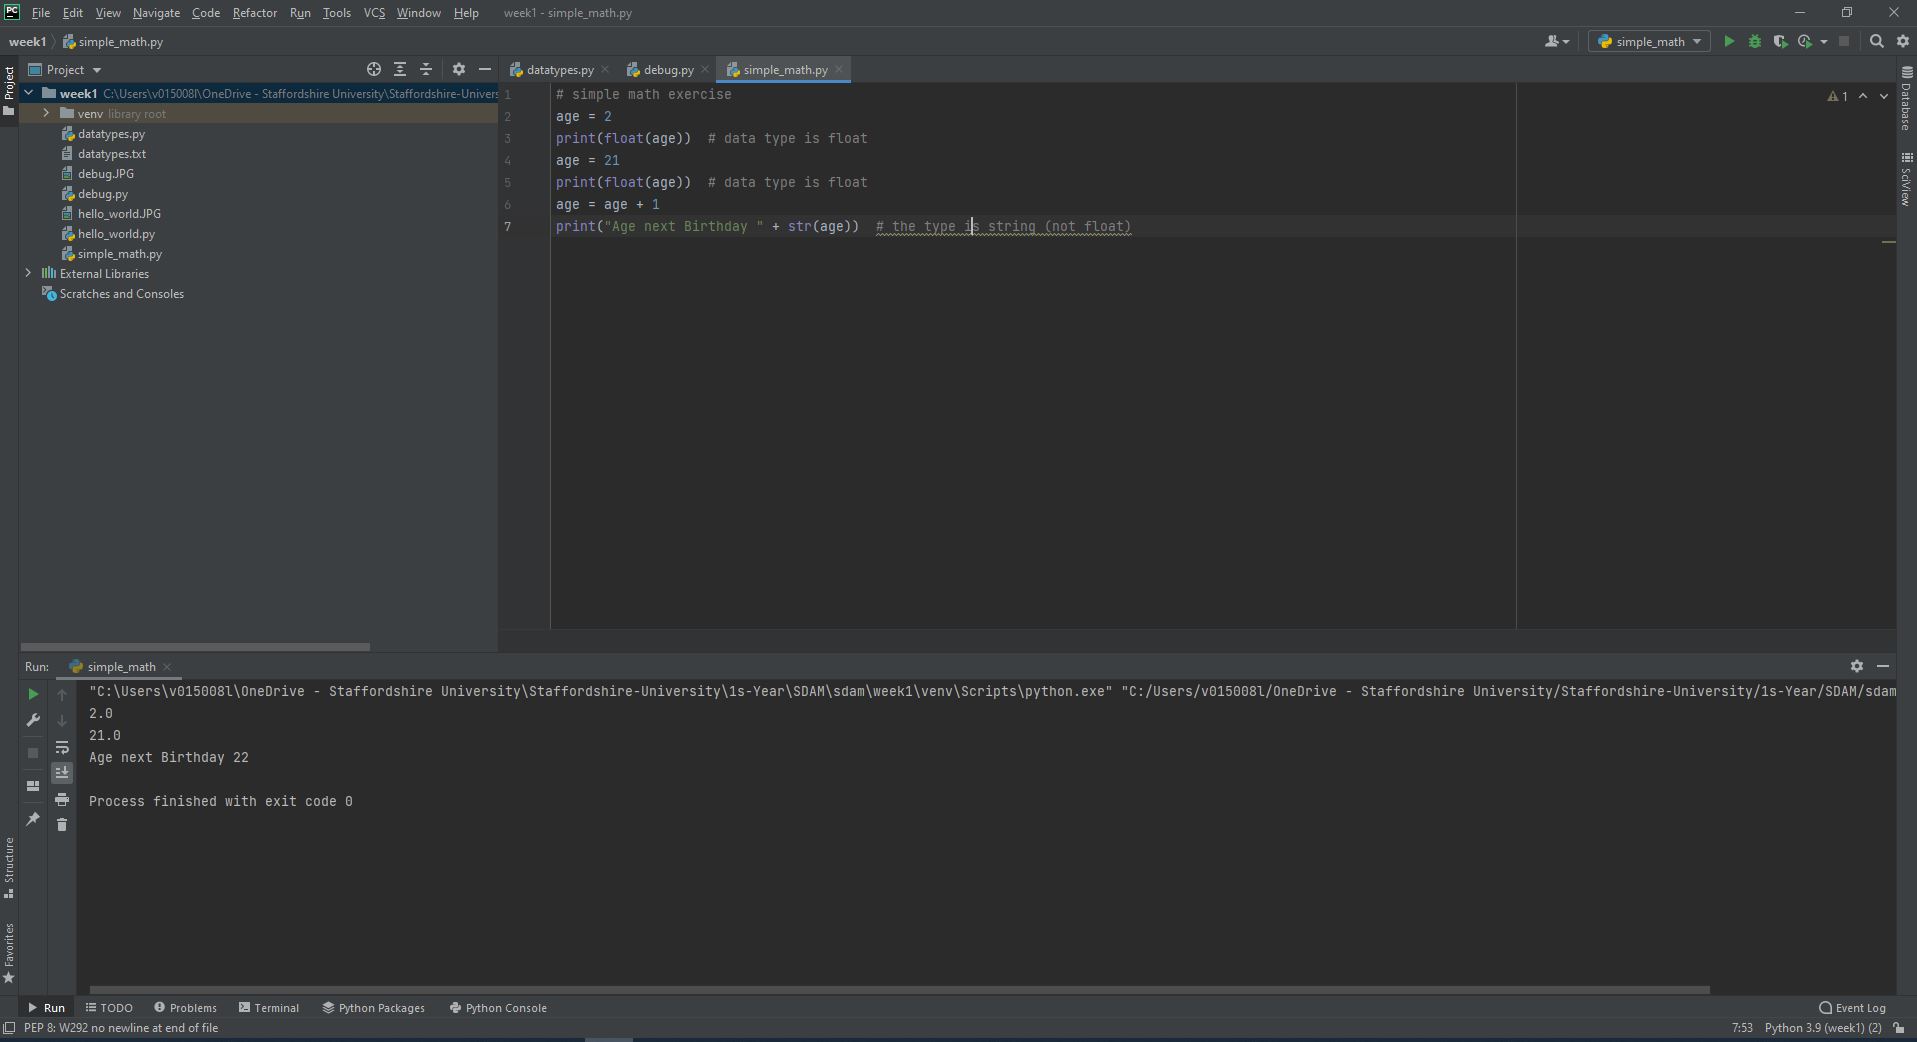 PC File Edit View Navigate Code Refactor Run Tools VCS Window Help week1 - simple_math.py
week1 simple_math.py simple_math
Project
datatypes.py debug.py simple_math.py
Project
week1 C:\Users\v015008l\OneDrive - Staffordshire University\Staffordshire-Univers
venv library root
datatypes.py
datatypes.txt
debug.JPG
debug.py
hello_world.JPG
hello_world.py
simple_math.py
External Libraries
Scratches and Consoles
1 # simple math exercise
2 age = 2
3 print(float(age))  # data type is float
4 age = 21
5 print(float(age))  # data type is float
6 age = age + 1
7 print("Age next Birthday " + str(age))  # the type is string (not float)
1
Database
SciView
Run: simple_math
"C:\Users\v015008l\OneDrive - Staffordshire University\Staffordshire-University\1s-Year\SDAM\sdam\week1\venv\Scripts\python.exe" "C:/Users/v015008l/OneDrive - Staffordshire University/Staffordshire-University/1s-Year/SDAM/sdam
2.0
21.0
Age next Birthday 22
Process finished with exit code 0
Structure
Favorites
Run TODO Problems Terminal Python Packages Python Console Event Log
PEP 8: W292 no newline at end of file 7:53 Python 3.9 (week1) (2)